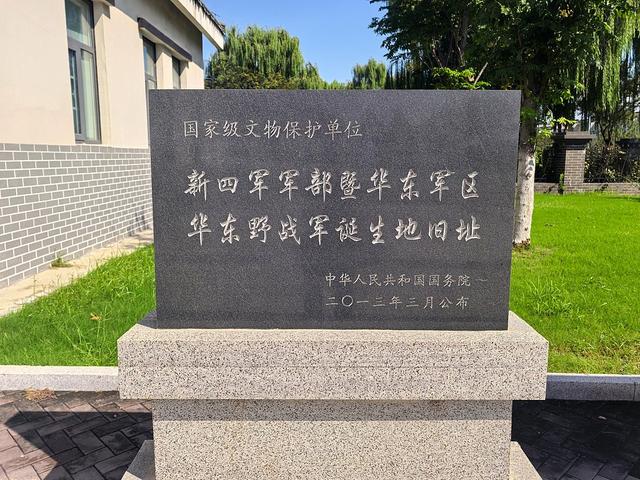 国家级文物保护单位
新四军军部暨华东军区
华东野战军诞生地旧址
中华人民共和国国务院
二〇一三年三月公布